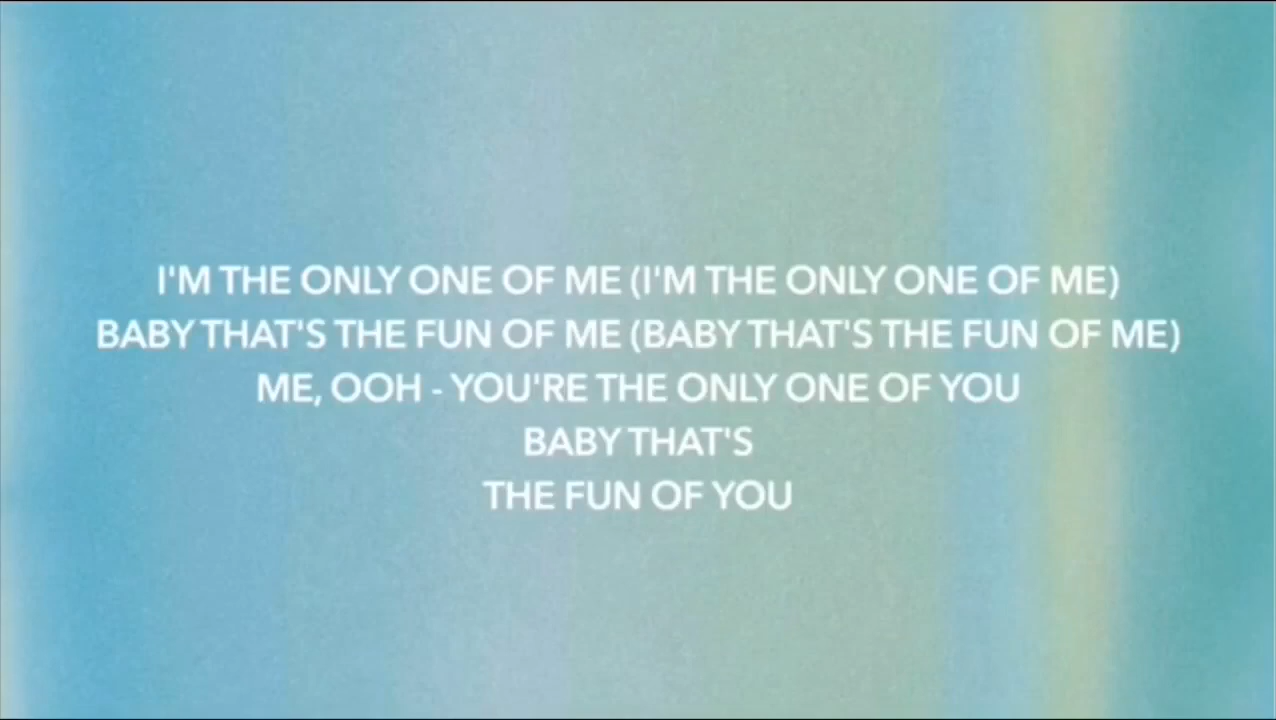 I'M THE ONLY ONE OF ME (I'M THE ONLY ONE OF ME)
BABY THAT'S THE FUN OF ME (BABY THAT'S THE FUN OF ME)
ME, OOH - YOU'RE THE ONLY ONE OF YOU
BABY THAT'S
THE FUN OF YOU